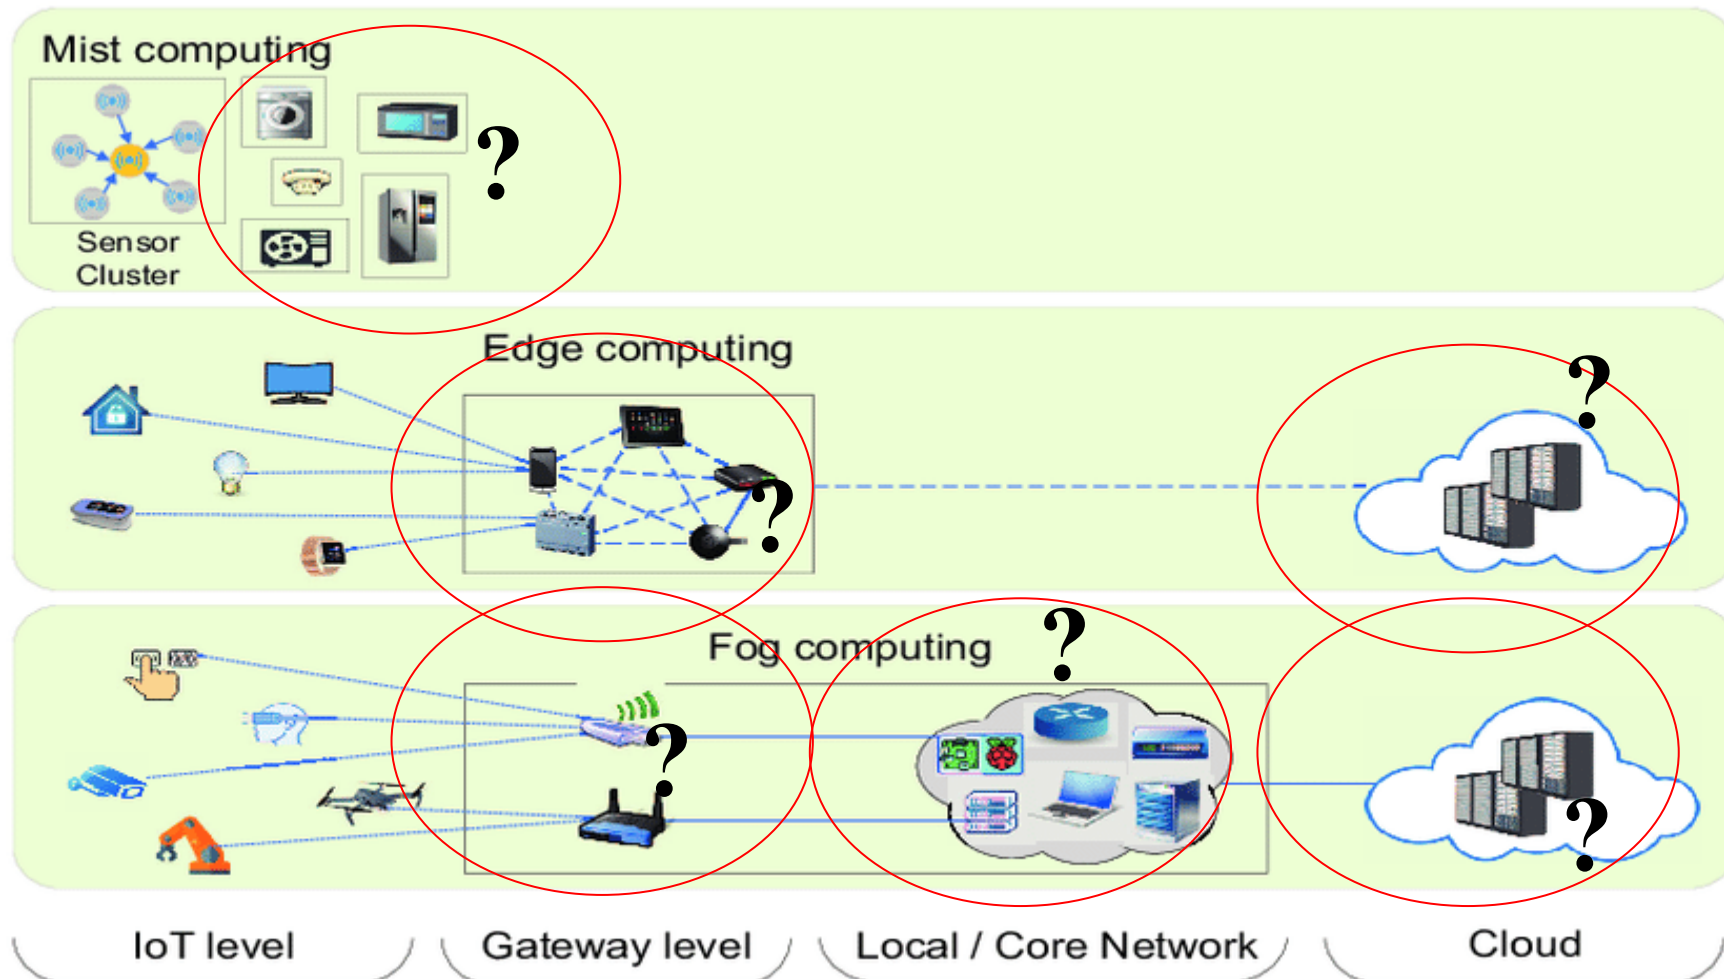 Mist computing
?
Sensor
Cluster
Edge computing
?
?
Fog computing
?
?
?
IoT level
Gateway level
Local / Core Network
Cloud